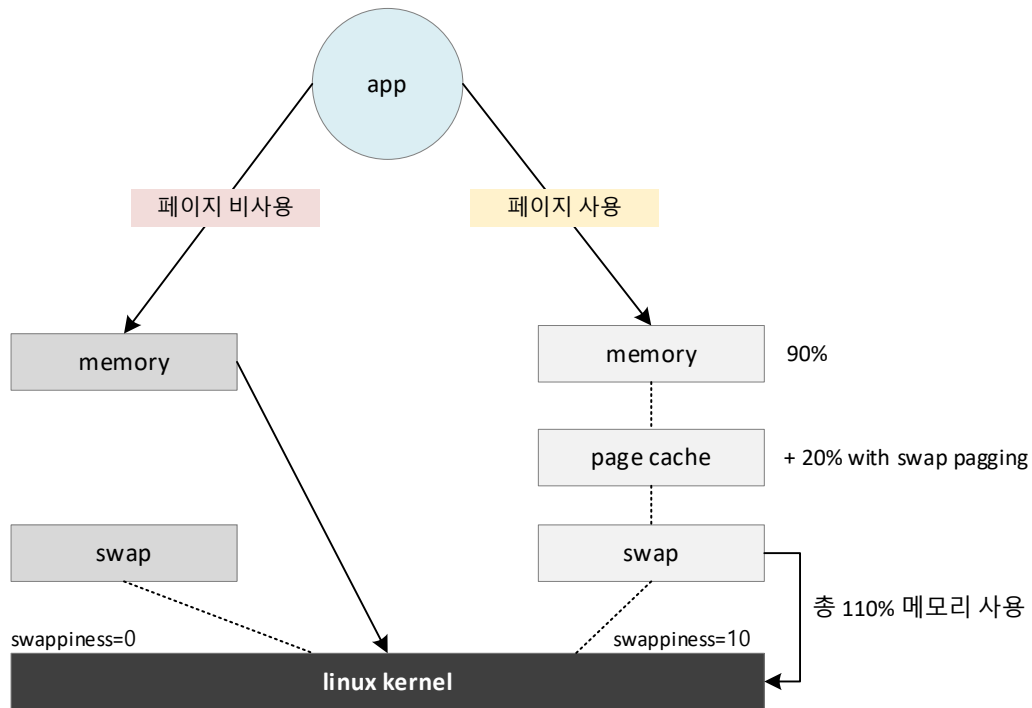 app
페이지 비사용
페이지 사용
memory
memory
90%
page cache
+ 20% with swap pagging
swap
swap
총 110% 메모리 사용
swappiness=0
swappiness=10
linux kernel